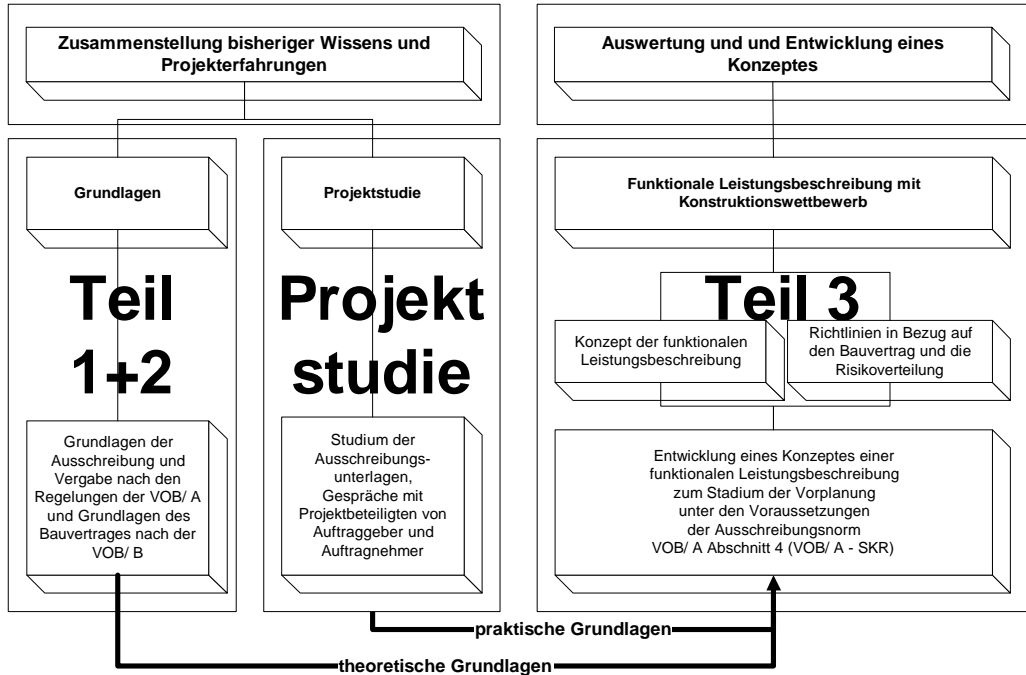 Zusammenstellung bisheriger Wissens und
Projekterfahrungen
Auswertung und und Entwicklung eines
Konzeptes
Grundlagen
Projektstudie
Funktionale Leistungsbeschreibung mit
Konstruktionswettbewerb
Teil
1+2
Projekt
studie
Teil 3
Konzept der funktionalen
Leistungsbeschreibung
Richtlinien in Bezug auf
den Bauvertrag und die
Risikoverteilung
Grundlagen der
Ausschreibung und
Vergabe nach den
Regelungen der VOB/ A
und Grundlagen des
Bauvertrages nach der
VOB/ B
Studium der
Ausschreibungs-
unterlagen,
Gespräche mit
Projektbeteiligten von
Auftraggeber und
Auftragnehmer
Entwicklung eines Konzeptes einer
funktionalen Leistungsbeschreibung
zum Stadium der Vorplanung
unter den Voraussetzungen
der Ausschreibungsnorm
VOB/ A Abschnitt 4 (VOB/ A - SKR)
praktische Grundlagen
theoretische Grundlagen